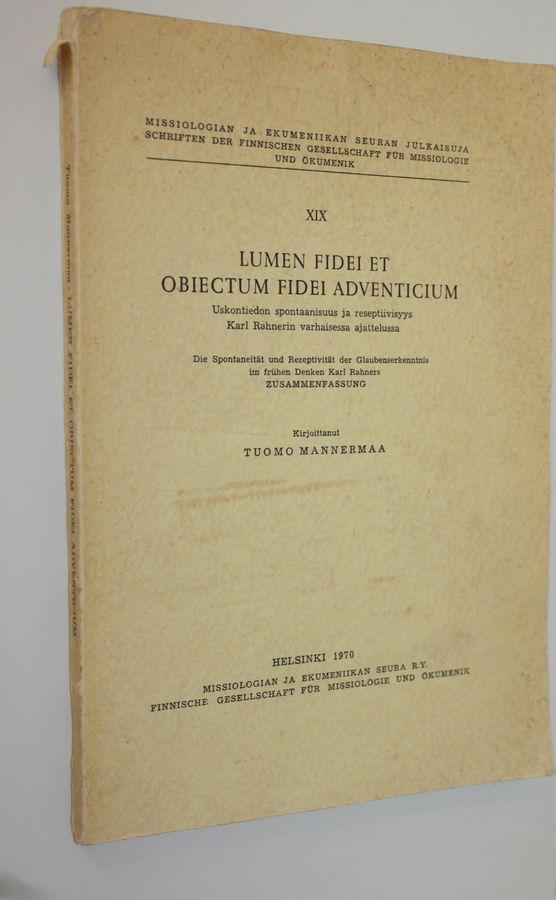 MISSIOLOGIAN JA EKUMENIIKAN SEURAN JULKAISUJA
SCHRIFTEN DER FINNISCHEN GESELLSCHAFT FÜR MISSIOLOGIE
UND ÖKUMENIK
XIX
LUMEN FIDEI ET
OBIECTUM FIDEI ADVENTICIUM
Uskontiedon spontaanisuus ja reseptiivisyys
Karl Rahnerin varhaisessa ajattelussa
Die Spontaneität und Rezeptivität der Glaubenserkenntnis
im frühen Denken Karl Rahners
ZUSAMMENFASSUNG
Kirjoittanut
TUOMO MANNERMAA
HELSINKI 1970
MISSIOLOGIAN JA EKUMENIIKAN SEURA R.Y.
FINNISCHE GESELLSCHAFT FÜR MISSIOLOGIE UND ÖKUMENIK
Tuomo Mannermaa · LUMEN FIDEI ET OBIECTUM FIDEI ADVENTICIUM